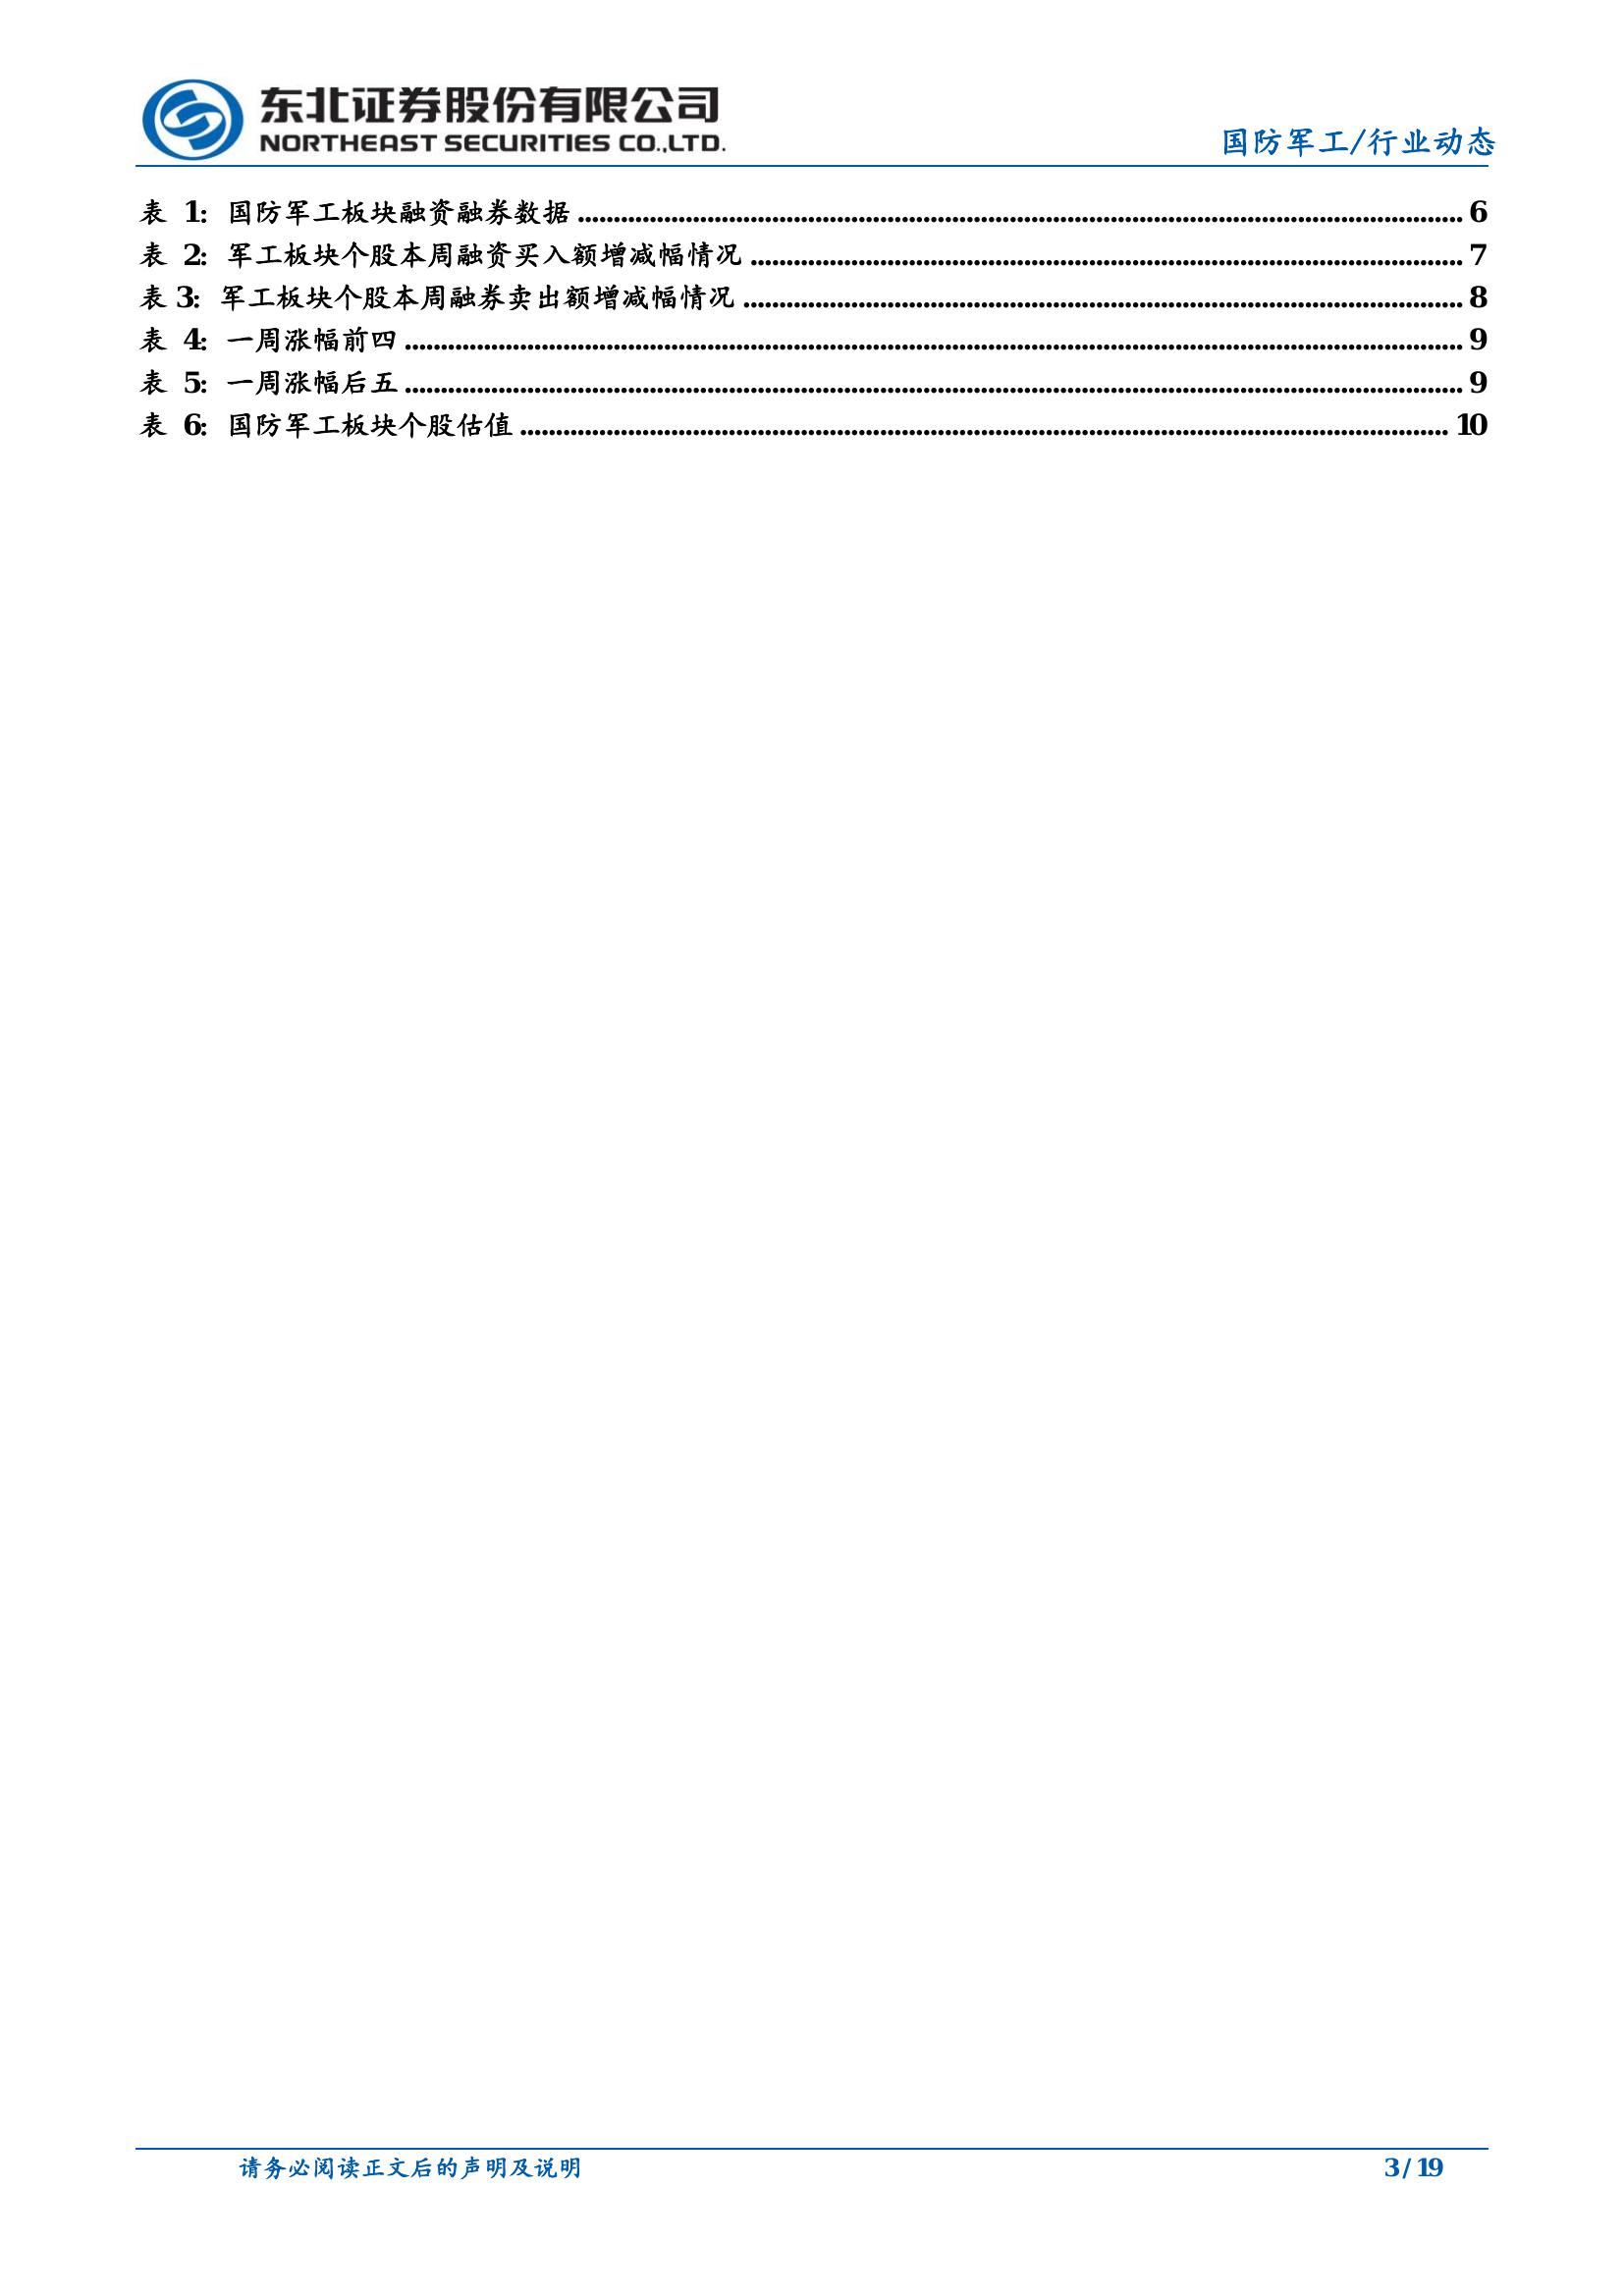 东北证券股份有限公司
NORTHEAST SECURITIES CO.,LTD.
国防军工/行业动态
表 1: 国防军工板块融资融券数据 ........ 6
表 2: 军工板块个股本周融资买入额增减幅情况 ........ 7
表 3: 军工板块个股本周融券卖出额增减幅情况 ........ 8
表 4: 一周涨幅前四 ........ 9
表 5: 一周涨幅后五 ........ 9
表 6: 国防军工板块个股估值 ........ 10
请务必阅读正文后的声明及说明
3 / 19